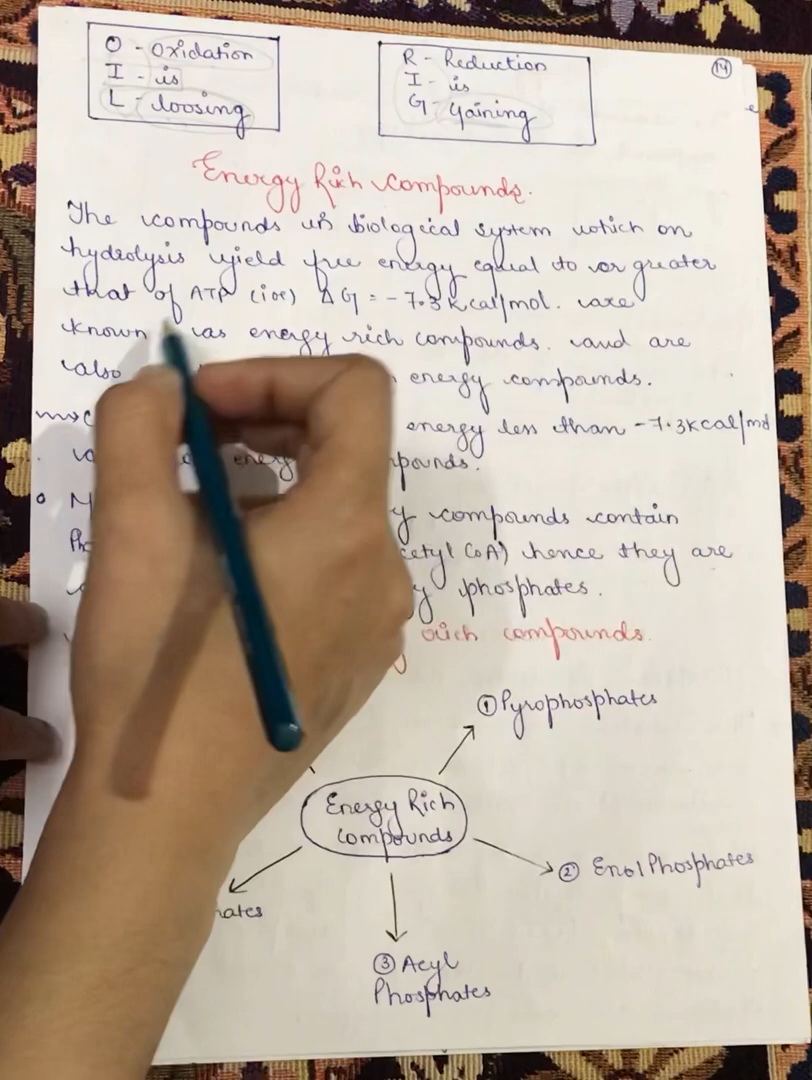 O - Oxidation
I - is
L - loosing
R - Reduction
I - is
G - gaining
14
Energy Rich Compounds.
The compounds in biological system which on
hydrolysis yield free energy equal to or greater
that of ATP (ioe) ΔG = -7.3 Kcal/mol. are
known as energy rich compounds. and are
also energy compounds.
energy less than -7.3Kcal/mol
energy
compounds contain
CoA) hence they are
phosphates.
rich compounds.
① Pyrophosphates
Energy Rich
compounds
② Enol Phosphates
③ Acyl
Phosphates